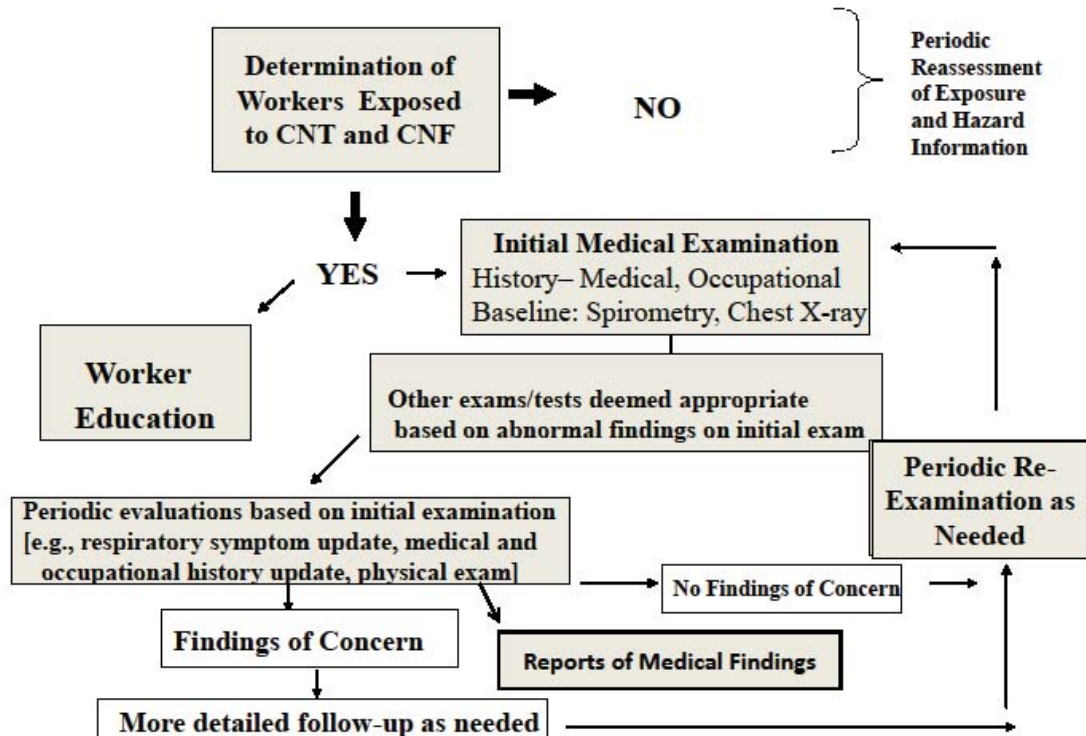 Determination of
Workers Exposed
to CNT and CNF
NO
Periodic
Reassessment
of Exposure
and Hazard
Information
YES
Initial Medical Examination
History– Medical, Occupational
Baseline: Spirometry, Chest X-ray
Worker
Education
Other exams/tests deemed appropriate
based on abnormal findings on initial exam
Periodic Re-
Examination as
Needed
Periodic evaluations based on initial examination
[e.g., respiratory symptom update, medical and
occupational history update, physical exam]
No Findings of Concern
Findings of Concern
Reports of Medical Findings
More detailed follow-up as needed